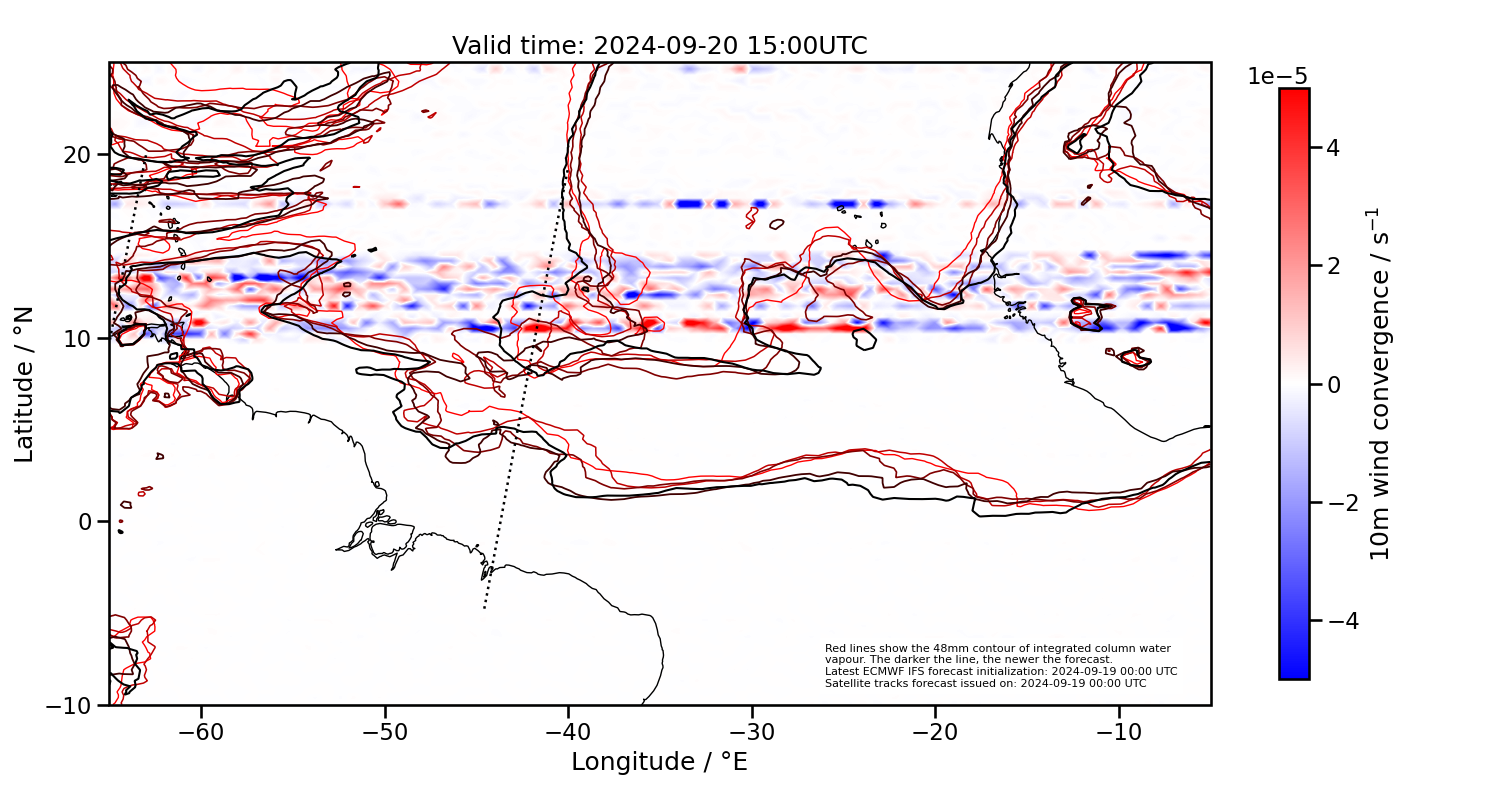 Valid time: 2024-09-20 15:00UTC
1e−5
20
10
0
−10
Latitude / °N
−60
−50
−40
−30
−20
−10
Longitude / °E
4
2
0
−2
−4
10m wind convergence / s⁻¹
Red lines show the 48mm contour of integrated column water
vapour. The darker the line, the newer the forecast.
Latest ECMWF IFS forecast initialization: 2024-09-19 00:00 UTC
Satellite tracks forecast issued on: 2024-09-19 00:00 UTC